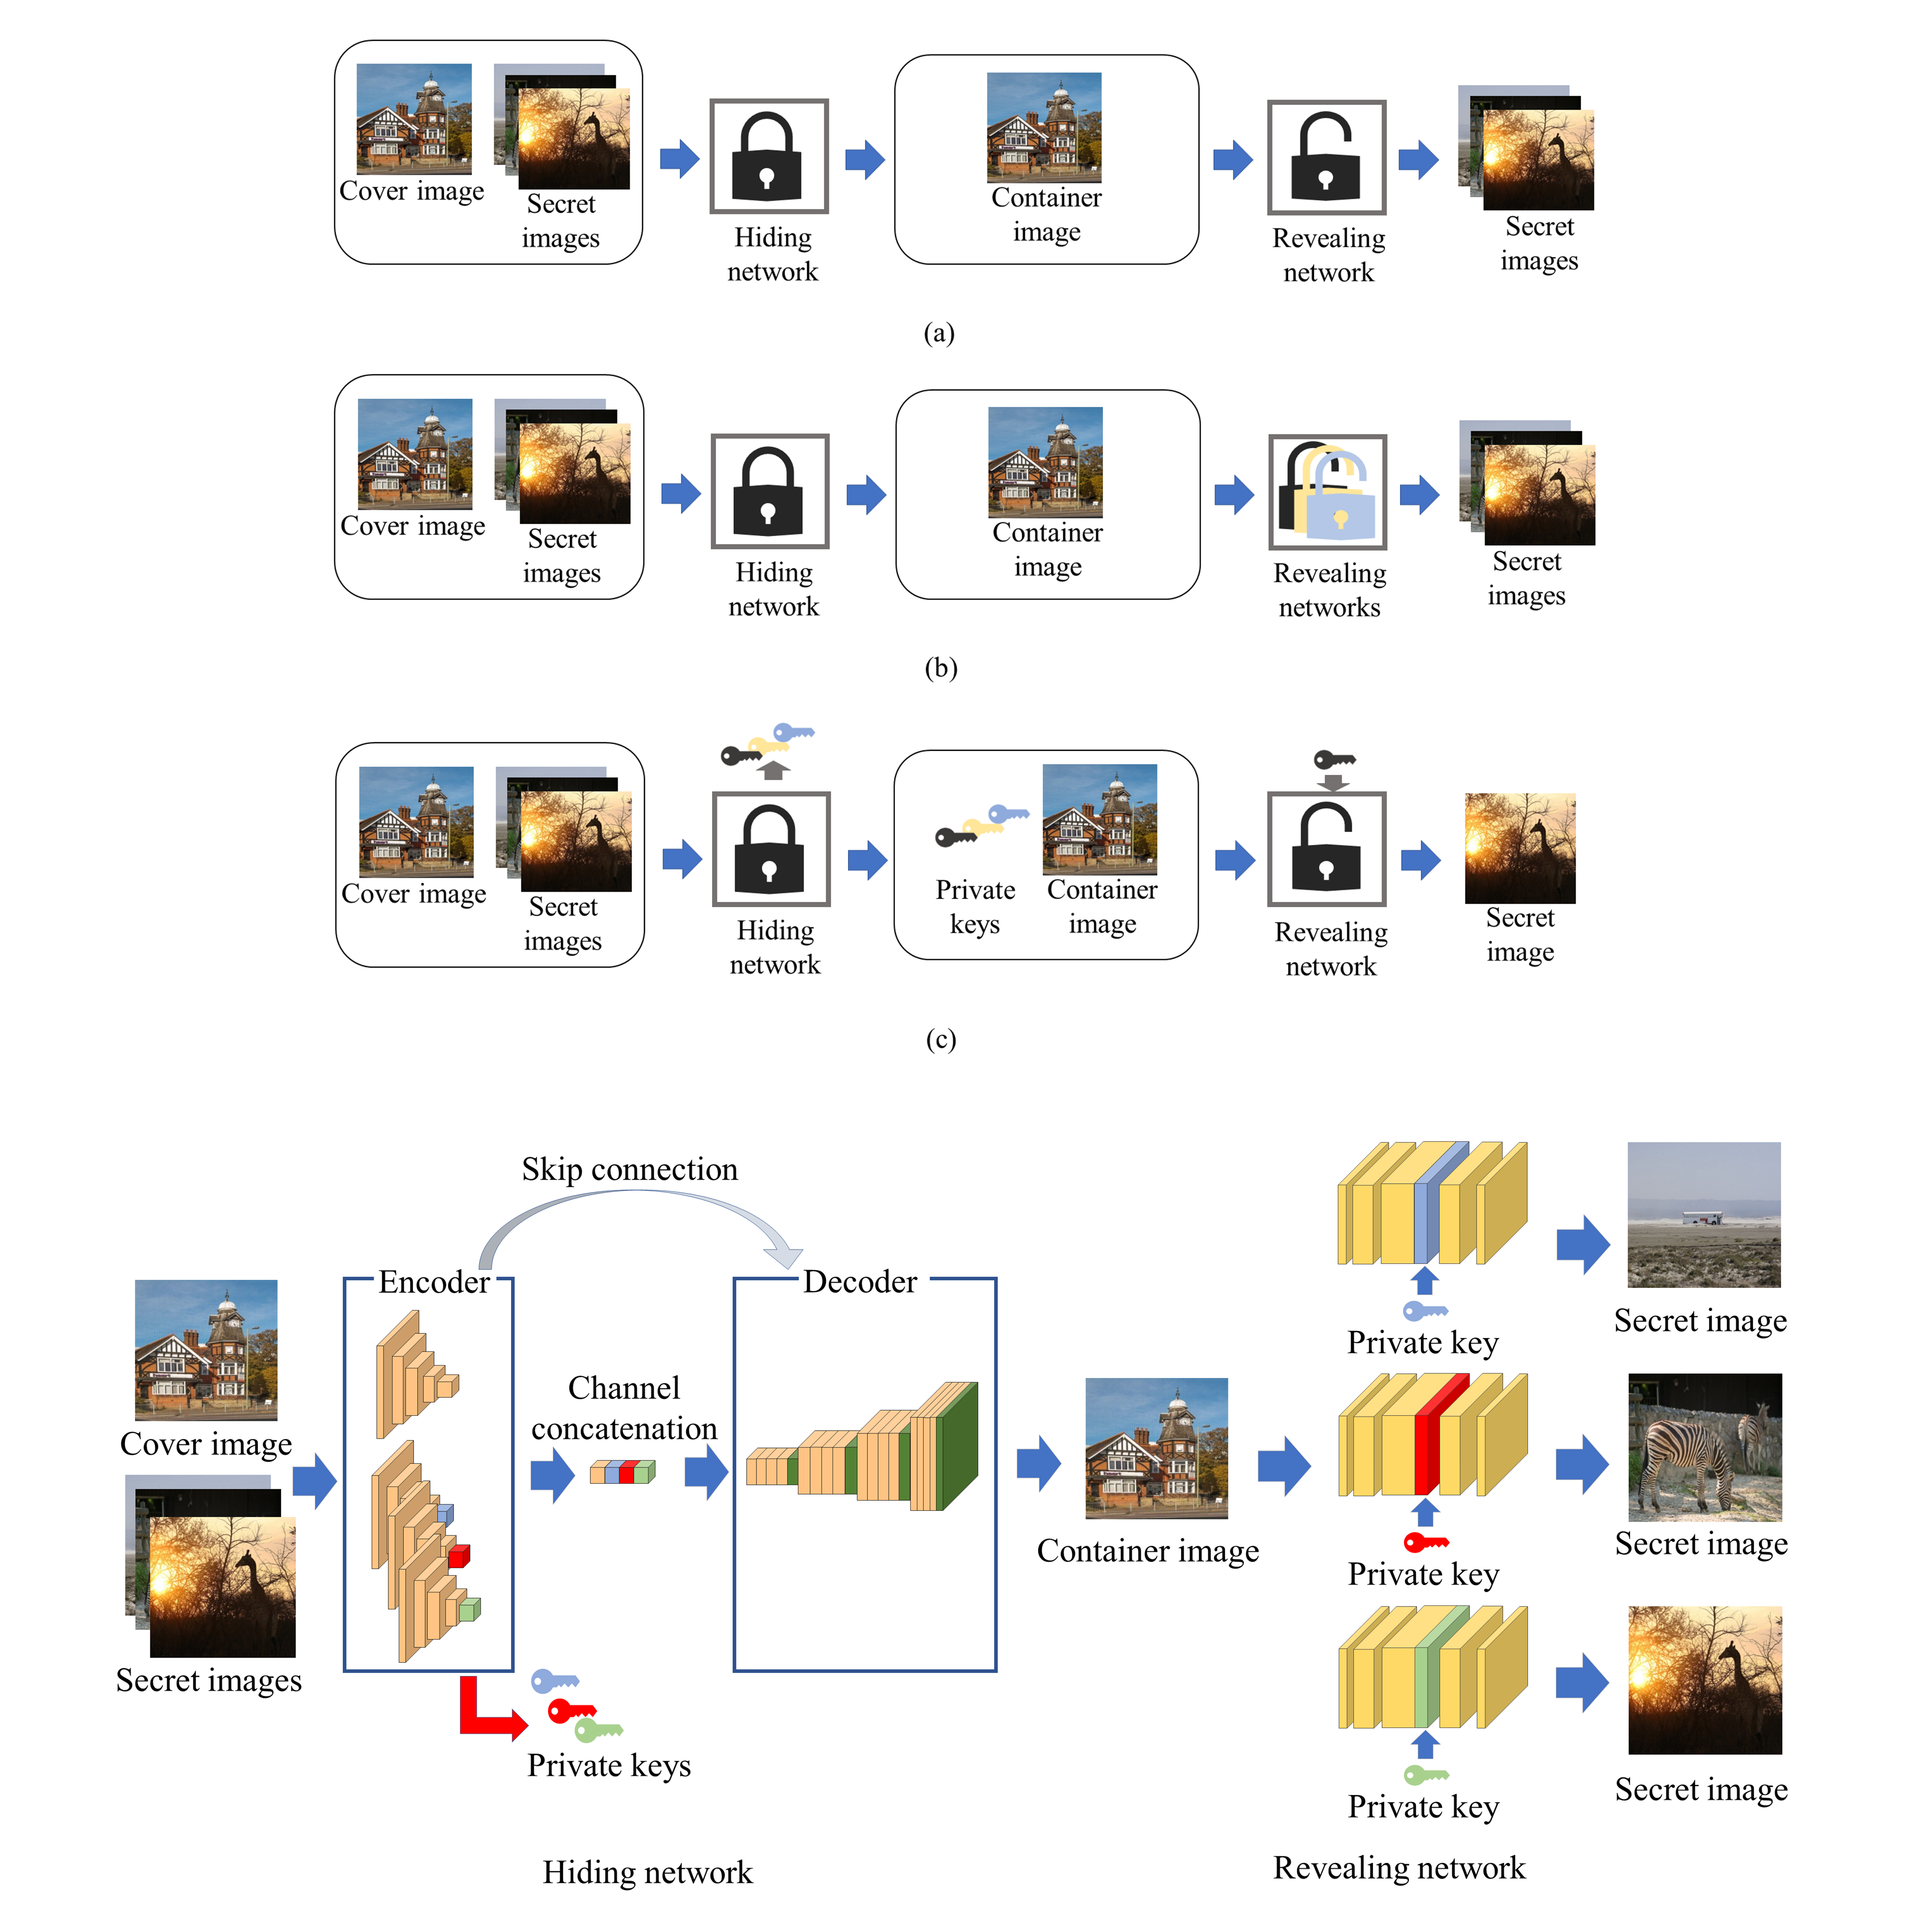 Cover image
Secret
images
Hiding
network
Container
image
Revealing
network
Secret
images
(a)
Cover image
Secret
images
Hiding
network
Container
image
Revealing
networks
Secret
images
(b)
Cover image
Secret
images
Hiding
network
Private
keys
Container
image
Revealing
network
Secret
image
(c)
Skip connection
Encoder
Decoder
Cover image
Secret images
Channel
concatenation
Private keys
Container image
Private key
Secret image
Private key
Secret image
Private key
Secret image
Hiding network
Revealing network